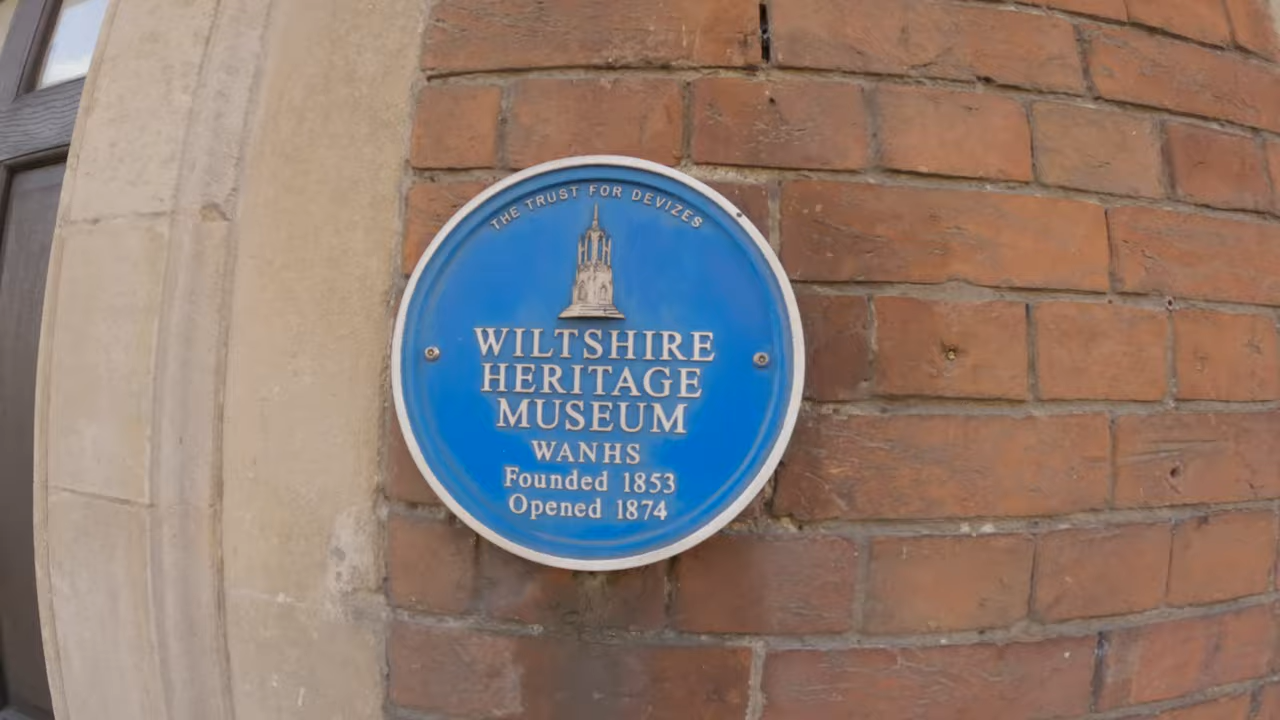 THE TRUST FOR DEVIZES
WILTSHIRE
HERITAGE
MUSEUM
WANHS
Founded 1853
Opened 1874